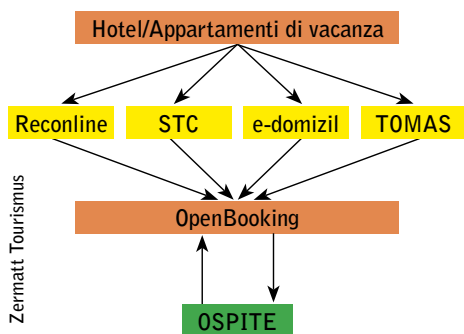 Hotel/Appartamenti di vacanza
Reconline
STC
e-domizil
TOMAS
OpenBooking
OSPITE
Zermatt Tourismus